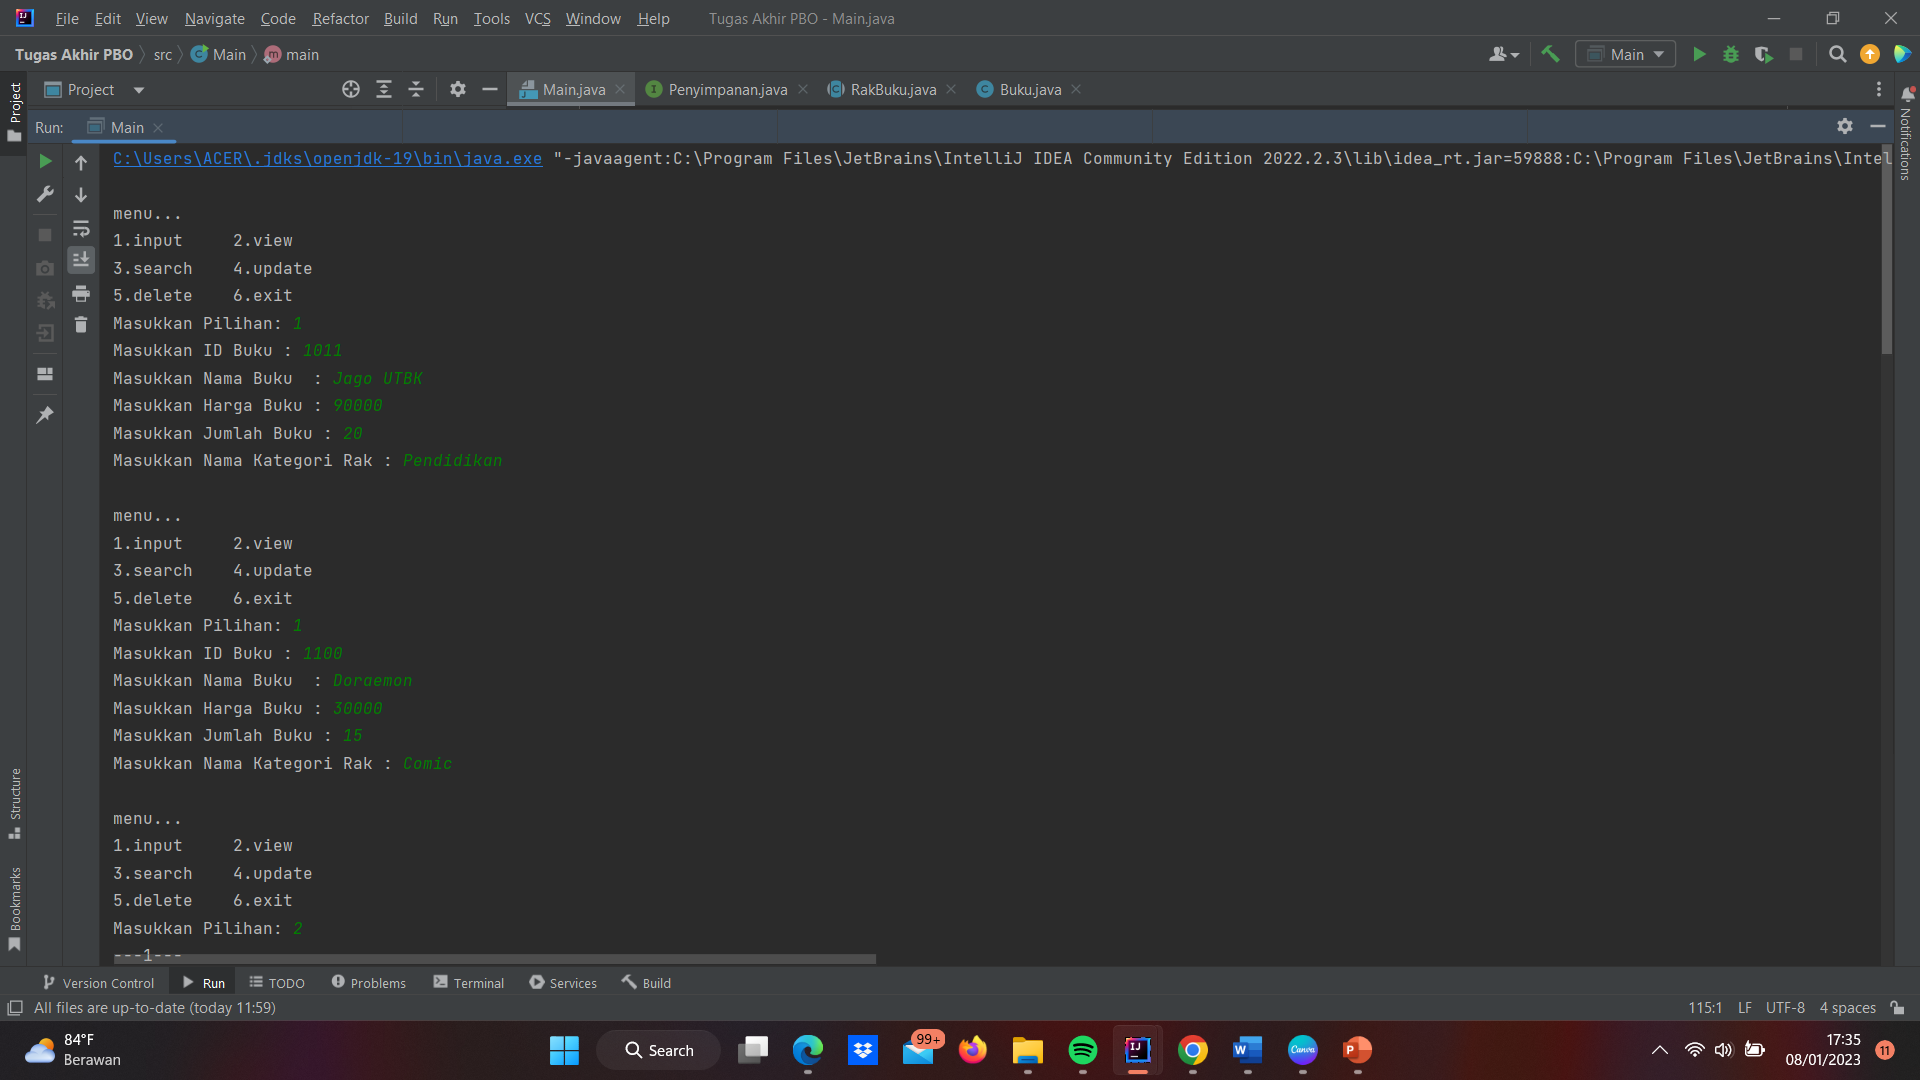 File Edit View Navigate Code Refactor Build Run Tools VCS Window Help Tugas Akhir PBO - Main.java
Tugas Akhir PBO src Main main Main
Project Main.java Penyimpanan.java RakBuku.java Buku.java
Project
Notifications
Run: Main
C:\Users\ACER\.jdks\openjdk-19\bin\java.exe "-javaagent:C:\Program Files\JetBrains\IntelliJ IDEA Community Edition 2022.2.3\lib\idea_rt.jar=59888:C:\Program Files\JetBrains\Intel
menu...
1.input 2.view
3.search 4.update
5.delete 6.exit
Masukkan Pilihan: 1
Masukkan ID Buku : 1011
Masukkan Nama Buku  : Jago UTBK
Masukkan Harga Buku : 90000
Masukkan Jumlah Buku : 20
Masukkan Nama Kategori Rak : Pendidikan
menu...
1.input 2.view
3.search 4.update
5.delete 6.exit
Masukkan Pilihan: 1
Masukkan ID Buku : 1100
Masukkan Nama Buku  : Doraemon
Masukkan Harga Buku : 30000
Masukkan Jumlah Buku : 15
Masukkan Nama Kategori Rak : Comic
menu...
1.input 2.view
3.search 4.update
5.delete 6.exit
Masukkan Pilihan: 2
---1---
Structure
Bookmarks
Version Control Run TODO Problems Terminal Services Build
All files are up-to-date (today 11:59) 115:1 LF UTF-8 4 spaces
84°F
Berawan
Search
99+
17:35
08/01/2023
11